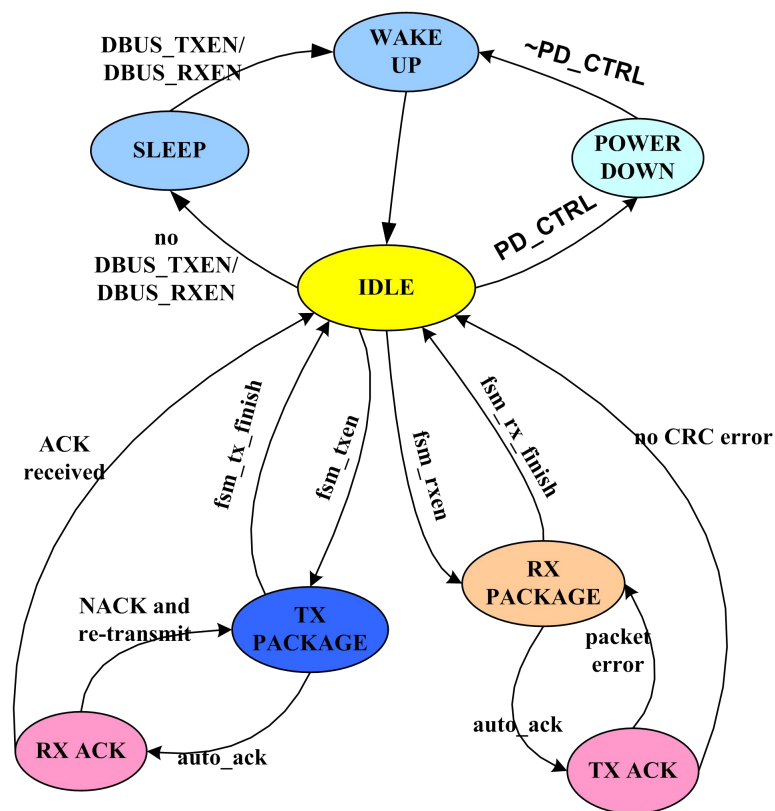 DBUS_TXEN/
DBUS_RXEN
WAKE
UP
~PD_CTRL
SLEEP
POWER
DOWN
no
DBUS_TXEN/
DBUS_RXEN
PD_CTRL
IDLE
ACK
received
fsm_tx_finish
fsm_txen
fsm_rxen
fsm_rx_finish
no CRC error
NACK and
re-transmit
TX
PACKAGE
RX
PACKAGE
packet
error
RX ACK
auto_ack
auto_ack
TX ACK